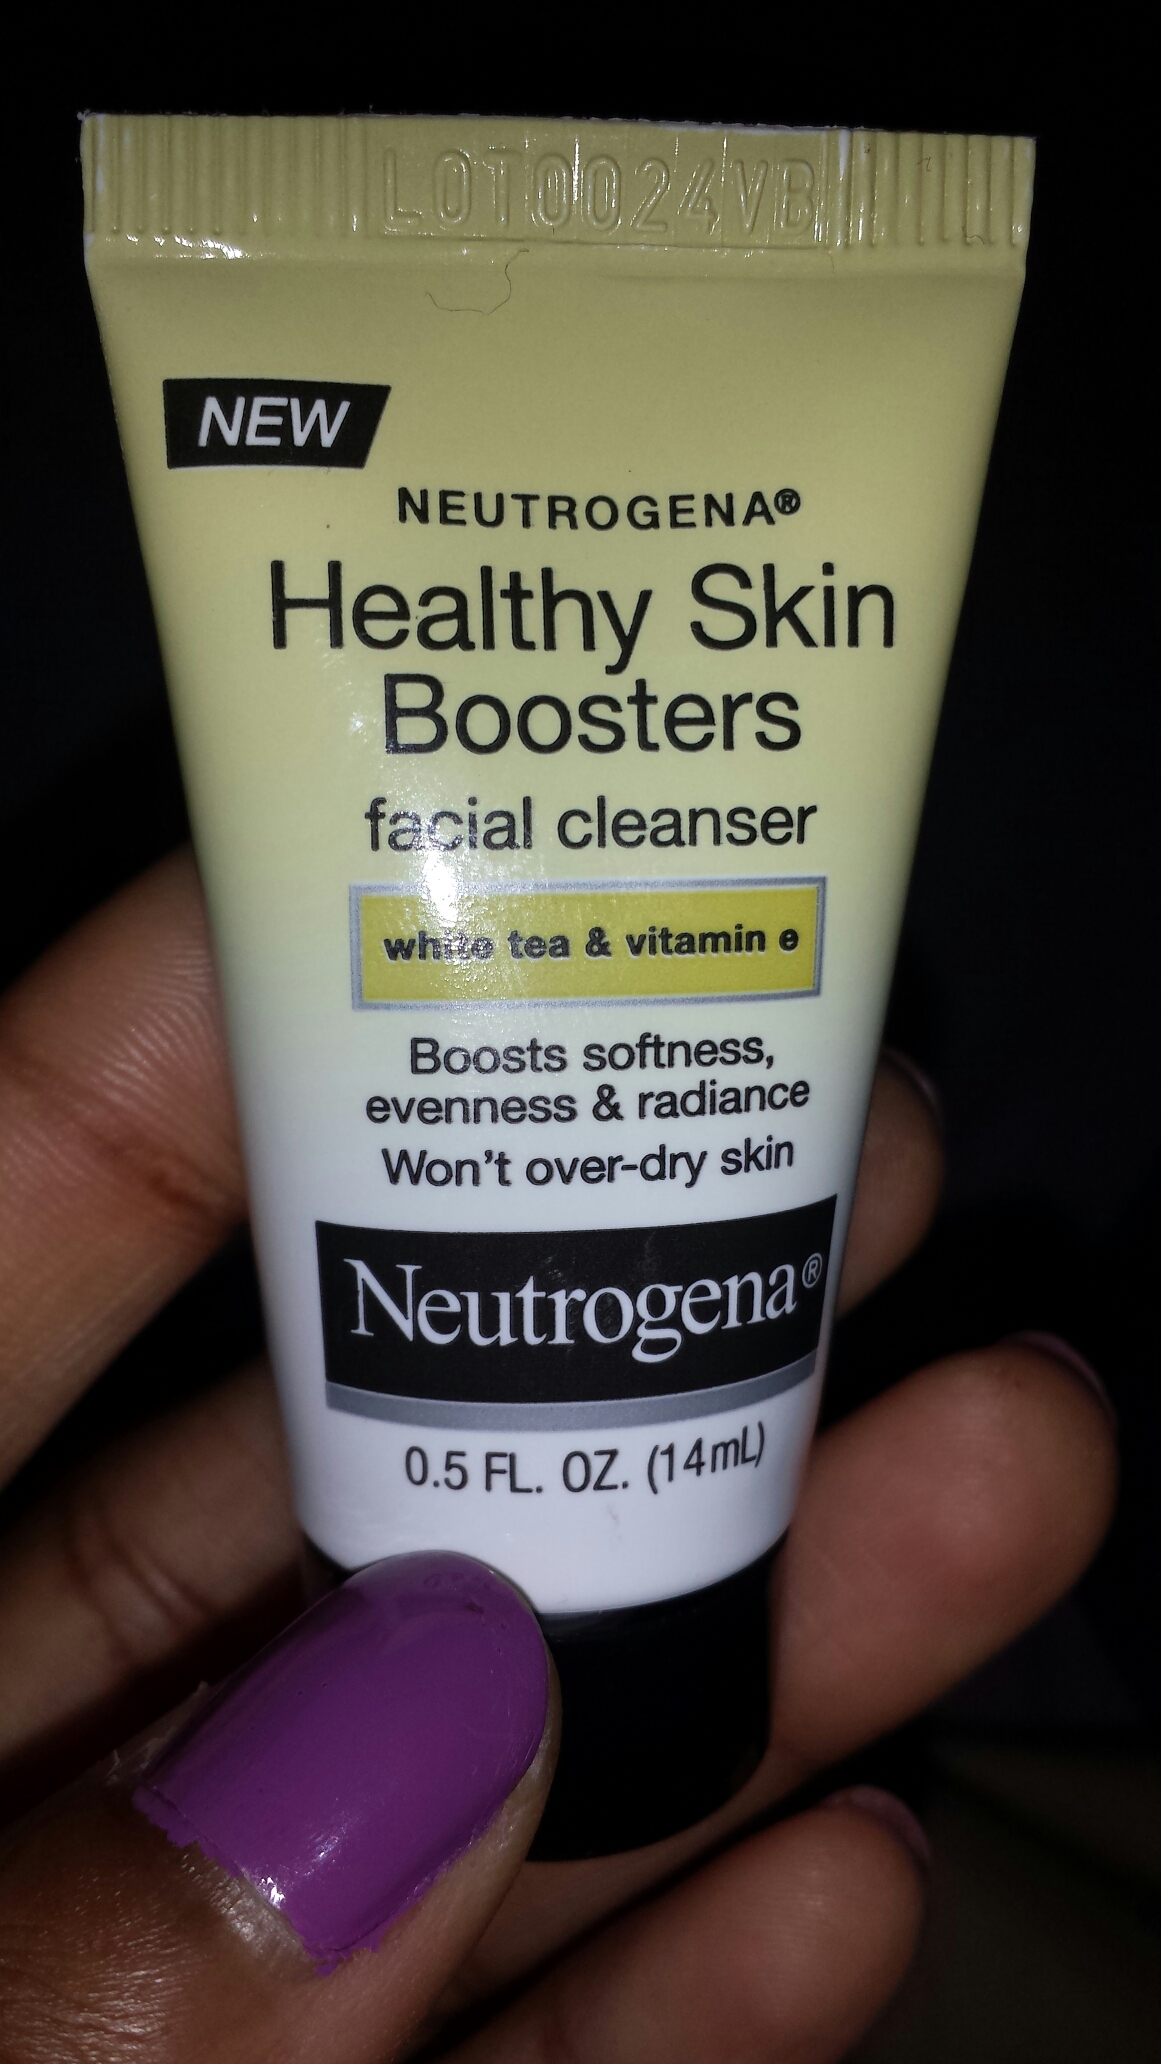 LOT0024VB
NEW
NEUTROGENA®
Healthy Skin
Boosters
facial cleanser
white tea & vitamin e
Boosts softness,
evenness & radiance
Won't over-dry skin
Neutrogena®
0.5 FL. OZ. (14mL)